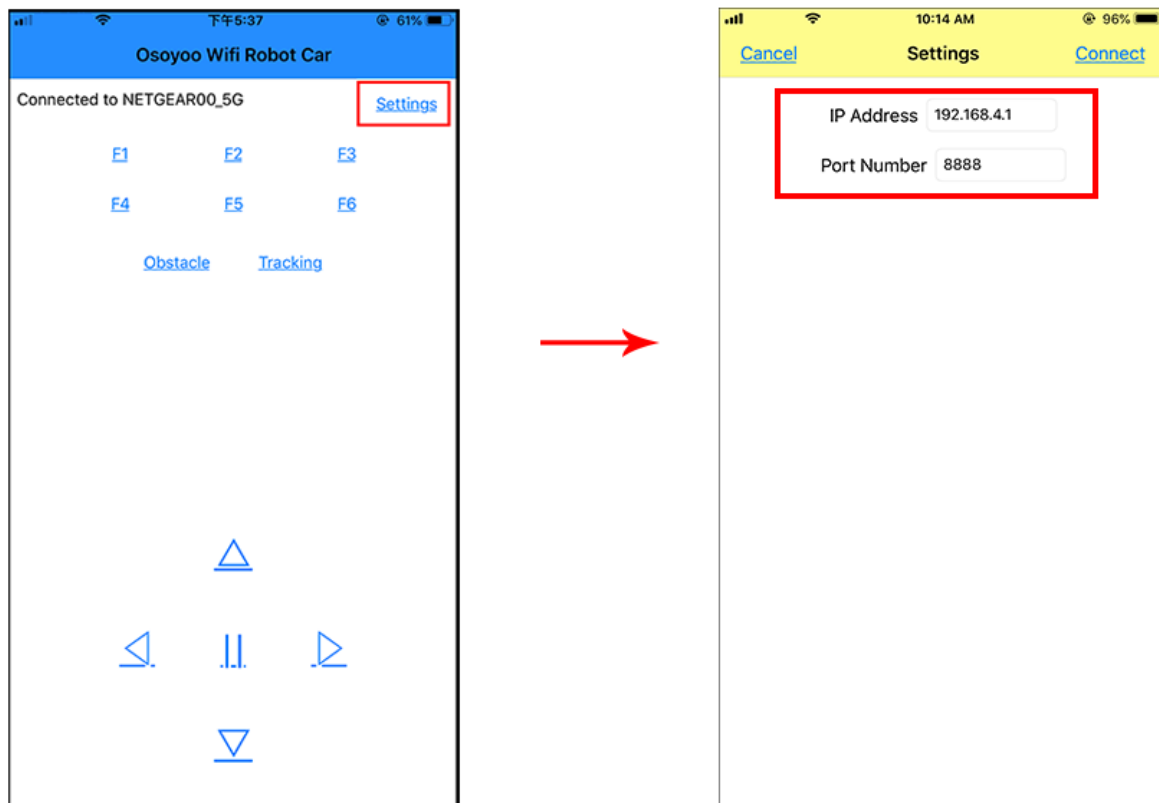 下午5:37
61%
Osoyoo Wifi Robot Car
Connected to NETGEAR00_5G
Settings
F1 F2 F3
F4 F5 F6
Obstacle Tracking
10:14 AM
96%
Cancel Settings Connect
IP Address 192.168.4.1
Port Number 8888